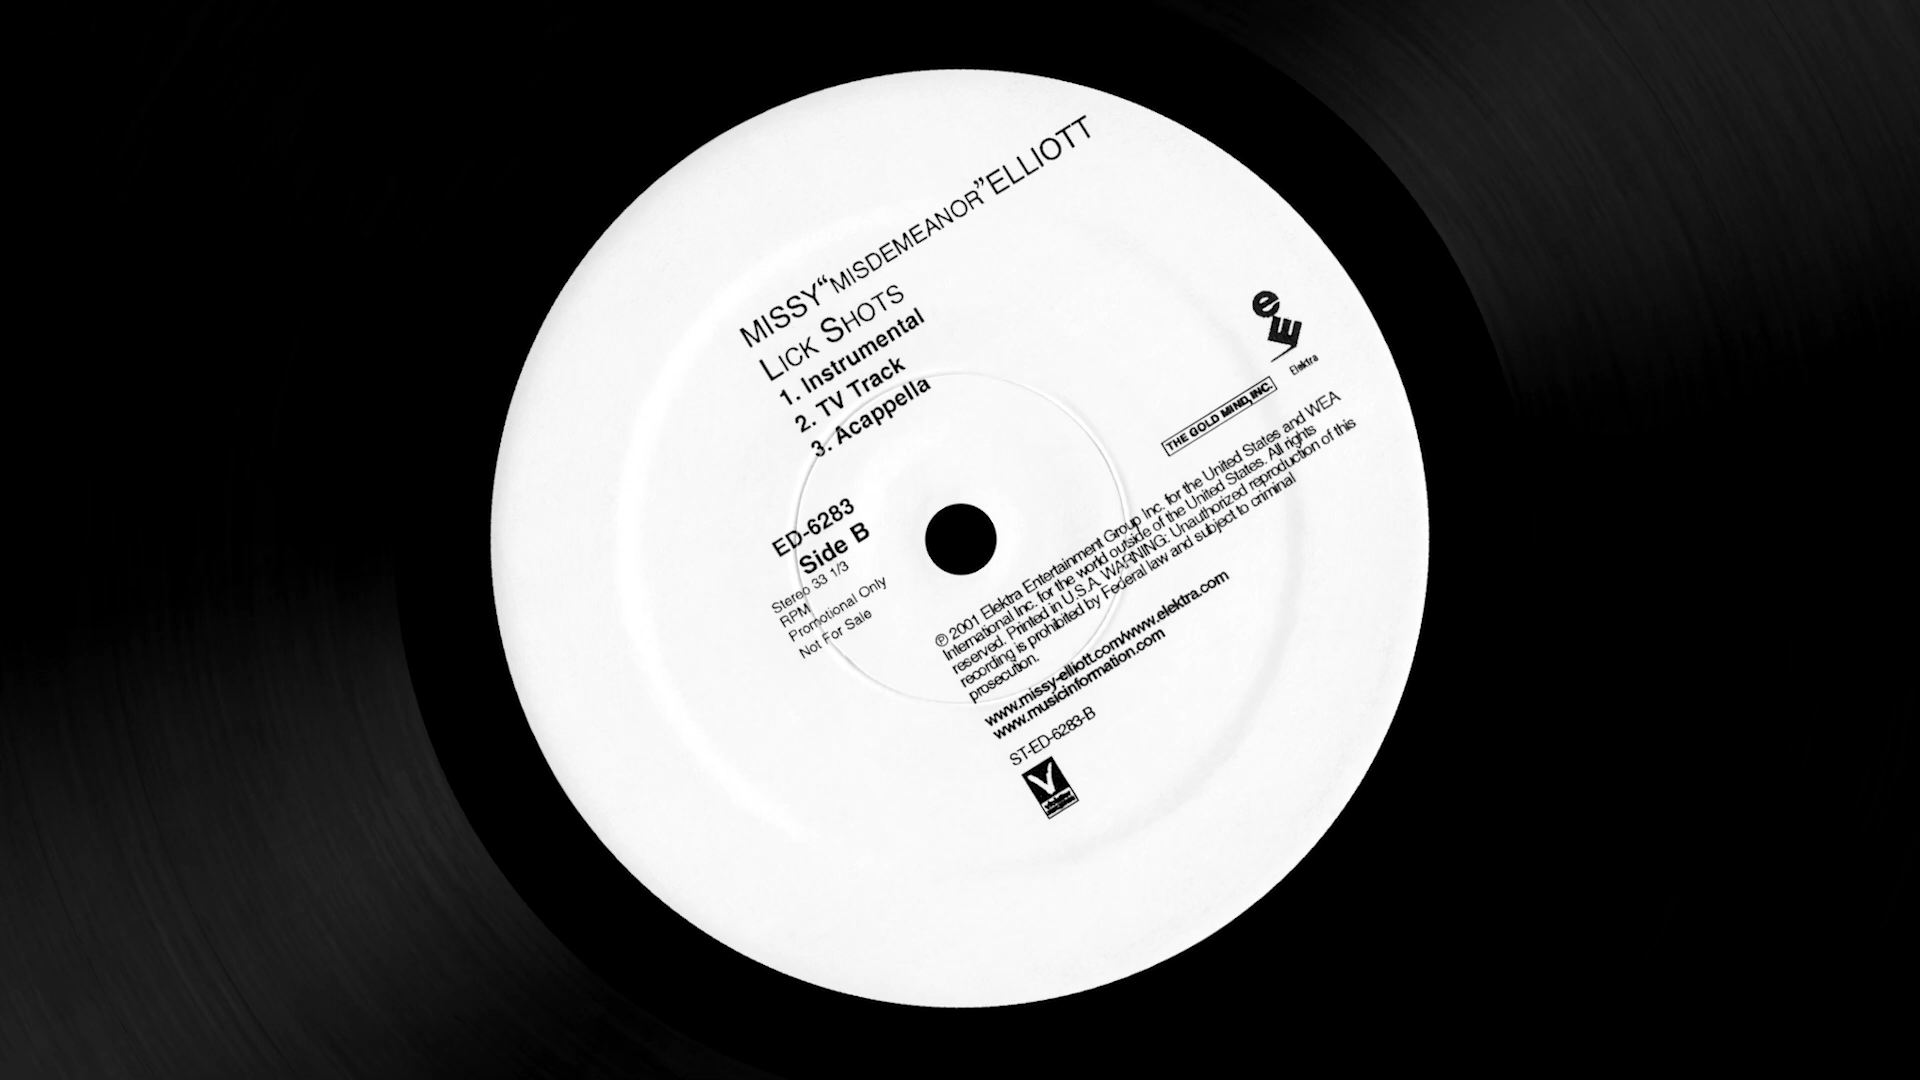 MISSY“MISDEMEANOR”ELLIOTT
LICK SHOTS
1. Instrumental
2. TV Track
3. Acappella
ED-6283
Side B
Stereo 33 1/3
RPM
Promotional Only
Not For Sale
e
E
Elektra
THE GOLD MIND, INC.
℗ 2001 Elektra Entertainment Group Inc. for the United States and WEA
International Inc. for the world outside of the United States. All rights
reserved. Printed in U.S.A. WARNING: Unauthorized reproduction of this
recording is prohibited by Federal law and subject to criminal
prosecution.
www.missy-elliott.com/www.elektra.com
www.musicinformation.com
ST-ED-6283-B
V